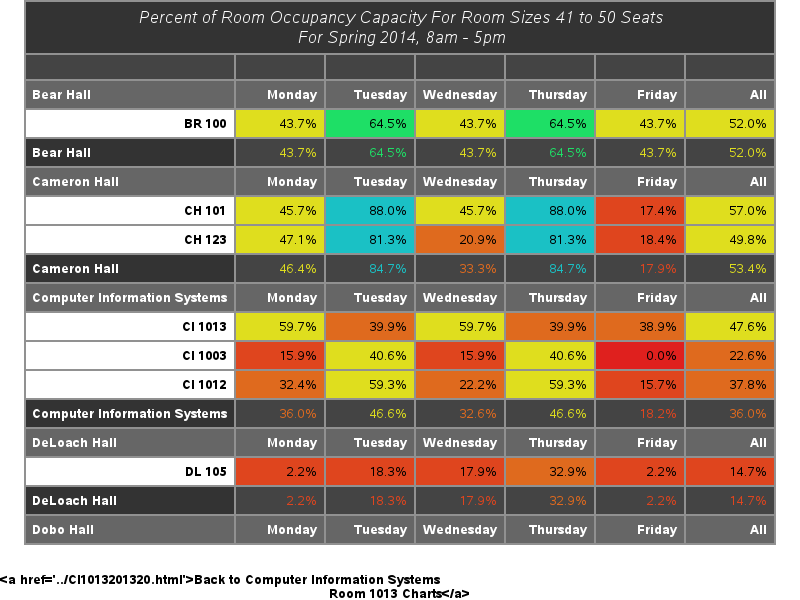 Percent of Room Occupancy Capacity For Room Sizes 41 to 50 Seats
For Spring 2014, 8am - 5pm
Bear Hall Monday Tuesday Wednesday Thursday Friday All
BR 100 43.7% 64.5% 43.7% 64.5% 43.7% 52.0%
Bear Hall 43.7% 64.5% 43.7% 64.5% 43.7% 52.0%
Cameron Hall Monday Tuesday Wednesday Thursday Friday All
CH 101 45.7% 88.0% 45.7% 88.0% 17.4% 57.0%
CH 123 47.1% 81.3% 20.9% 81.3% 18.4% 49.8%
Cameron Hall 46.4% 84.7% 33.3% 84.7% 17.9% 53.4%
Computer Information Systems Monday Tuesday Wednesday Thursday Friday All
CI 1013 59.7% 39.9% 59.7% 39.9% 38.9% 47.6%
CI 1003 15.9% 40.6% 15.9% 40.6% 0.0% 22.6%
CI 1012 32.4% 59.3% 22.2% 59.3% 15.7% 37.8%
Computer Information Systems 36.0% 46.6% 32.6% 46.6% 18.2% 36.0%
DeLoach Hall Monday Tuesday Wednesday Thursday Friday All
DL 105 2.2% 18.3% 17.9% 32.9% 2.2% 14.7%
DeLoach Hall 2.2% 18.3% 17.9% 32.9% 2.2% 14.7%
Dobo Hall Monday Tuesday Wednesday Thursday Friday All
<a href='../CI1013201320.html'>Back to Computer Information Systems
Room 1013 Charts</a>